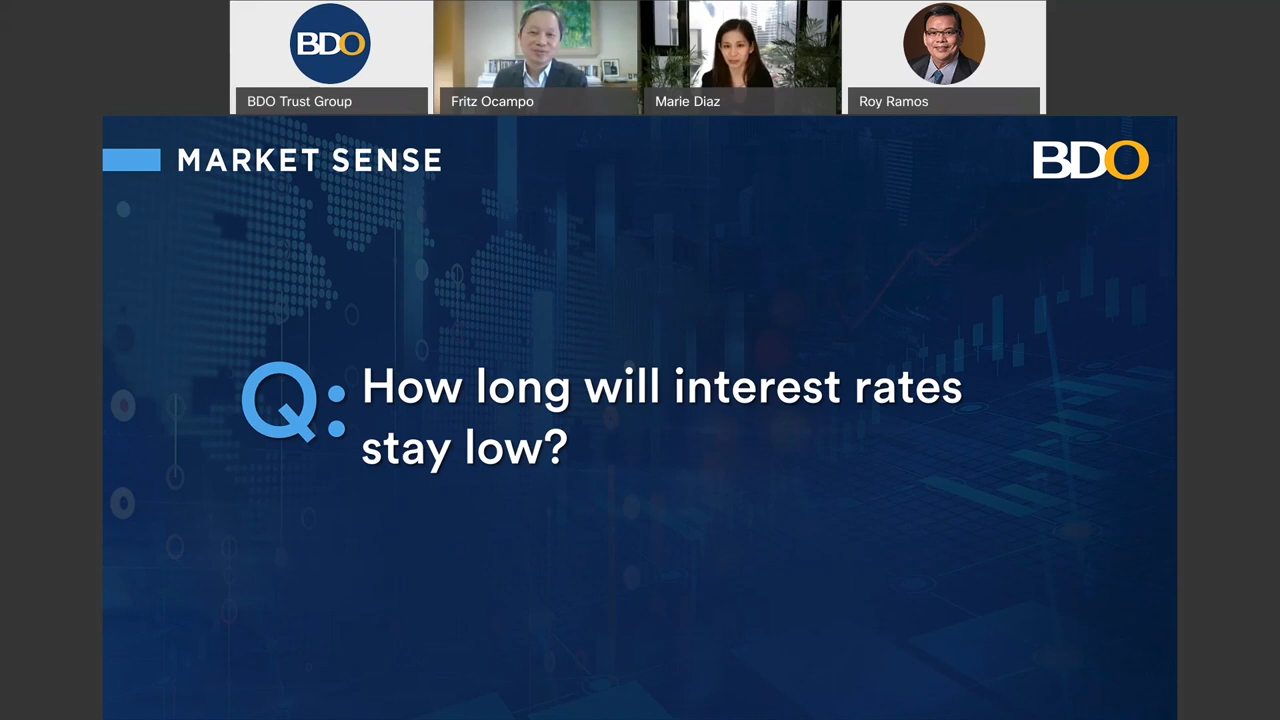 BDO
BDO Trust Group
Fritz Ocampo
Marie Diaz
Roy Ramos
MARKET SENSE
BDO
Q: How long will interest rates
stay low?